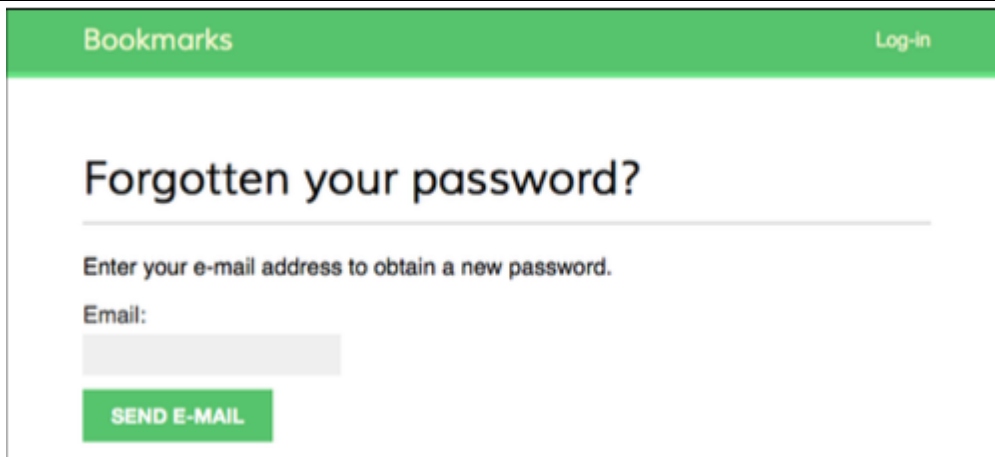 Bookmarks
Log-in
Forgotten your password?
Enter your e-mail address to obtain a new password.
Email:
SEND E-MAIL